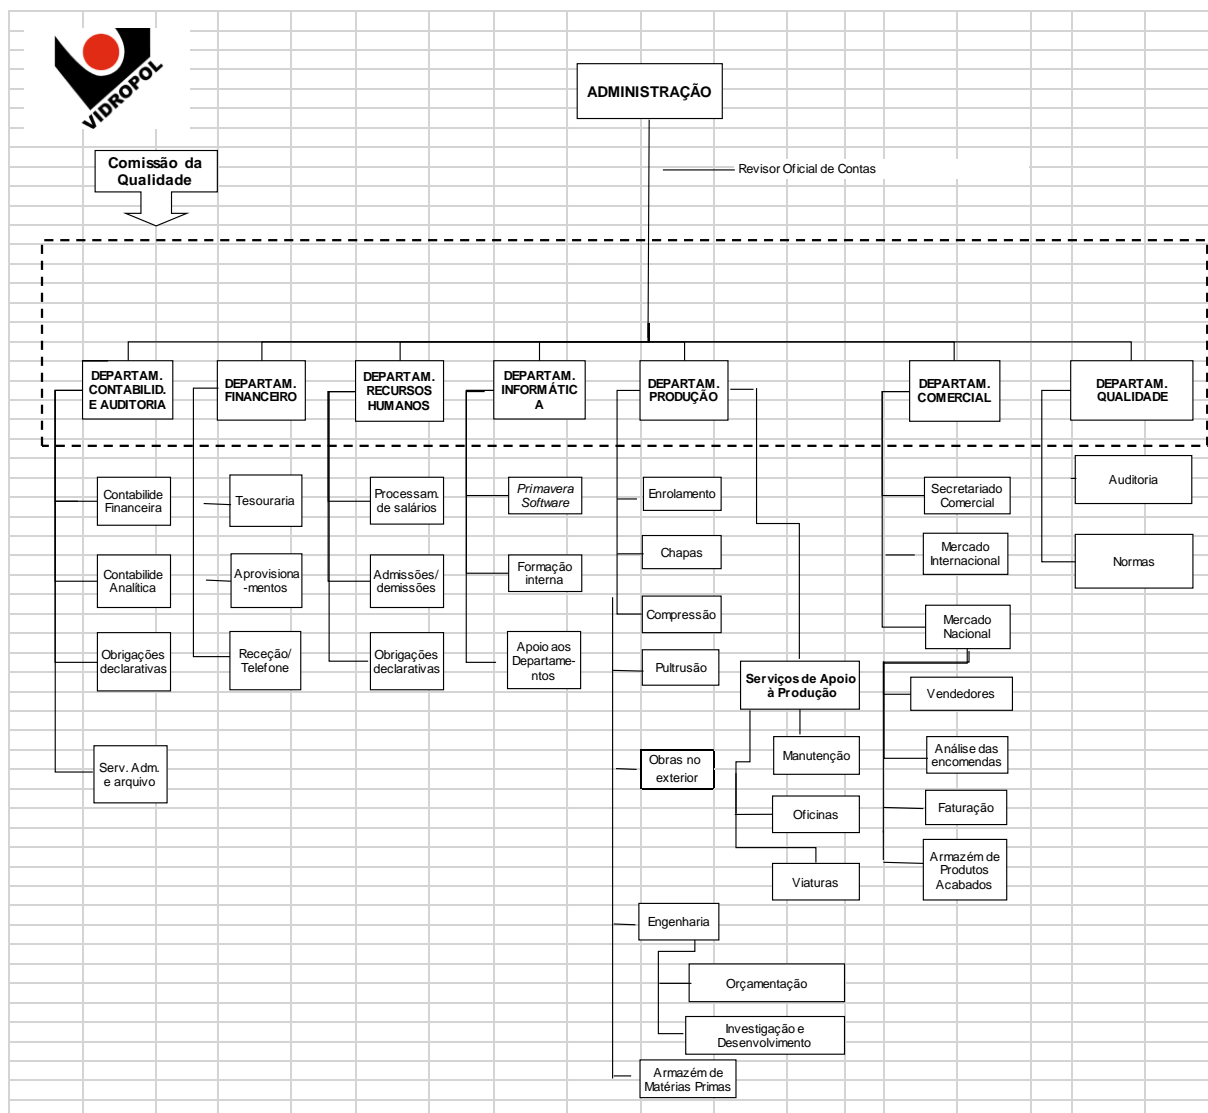 VIDROPOL
ADMINISTRAÇÃO
Comissão da
Qualidade
Revisor Oficial de Contas
DEPARTAM.
CONTABILID.
E AUDITORIA
DEPARTAM.
FINANCEIRO
DEPARTAM.
RECURSOS
HUMANOS
DEPARTAM.
INFORMÁTIC
A
DEPARTAM.
PRODUÇÃO
DEPARTAM.
COMERCIAL
DEPARTAM.
QUALIDADE
Contabilide
Financeira
Tesouraria
Processam.
de salários
Primavera
Software
Enrolamento
Secretariado
Comercial
Auditoria
Chapas
Mercado
Internacional
Normas
Contabilide
Analítica
Aprovisiona
-mentos
Admissões/
demissões
Formação
interna
Compressão
Mercado
Nacional
Obrigações
declarativas
Receção/
Telefone
Obrigações
declarativas
Apoio aos
Departame-
ntos
Pultrusão
Serviços de Apoio
à Produção
Vendedores
Serv. Adm.
e arquivo
Obras no
exterior
Manutenção
Análise das
encomendas
Oficinas
Faturação
Viaturas
Armazém de
Produtos
Acabados
Engenharia
Orçamentação
Investigação e
Desenvolvimento
Armazém de
Matérias Primas